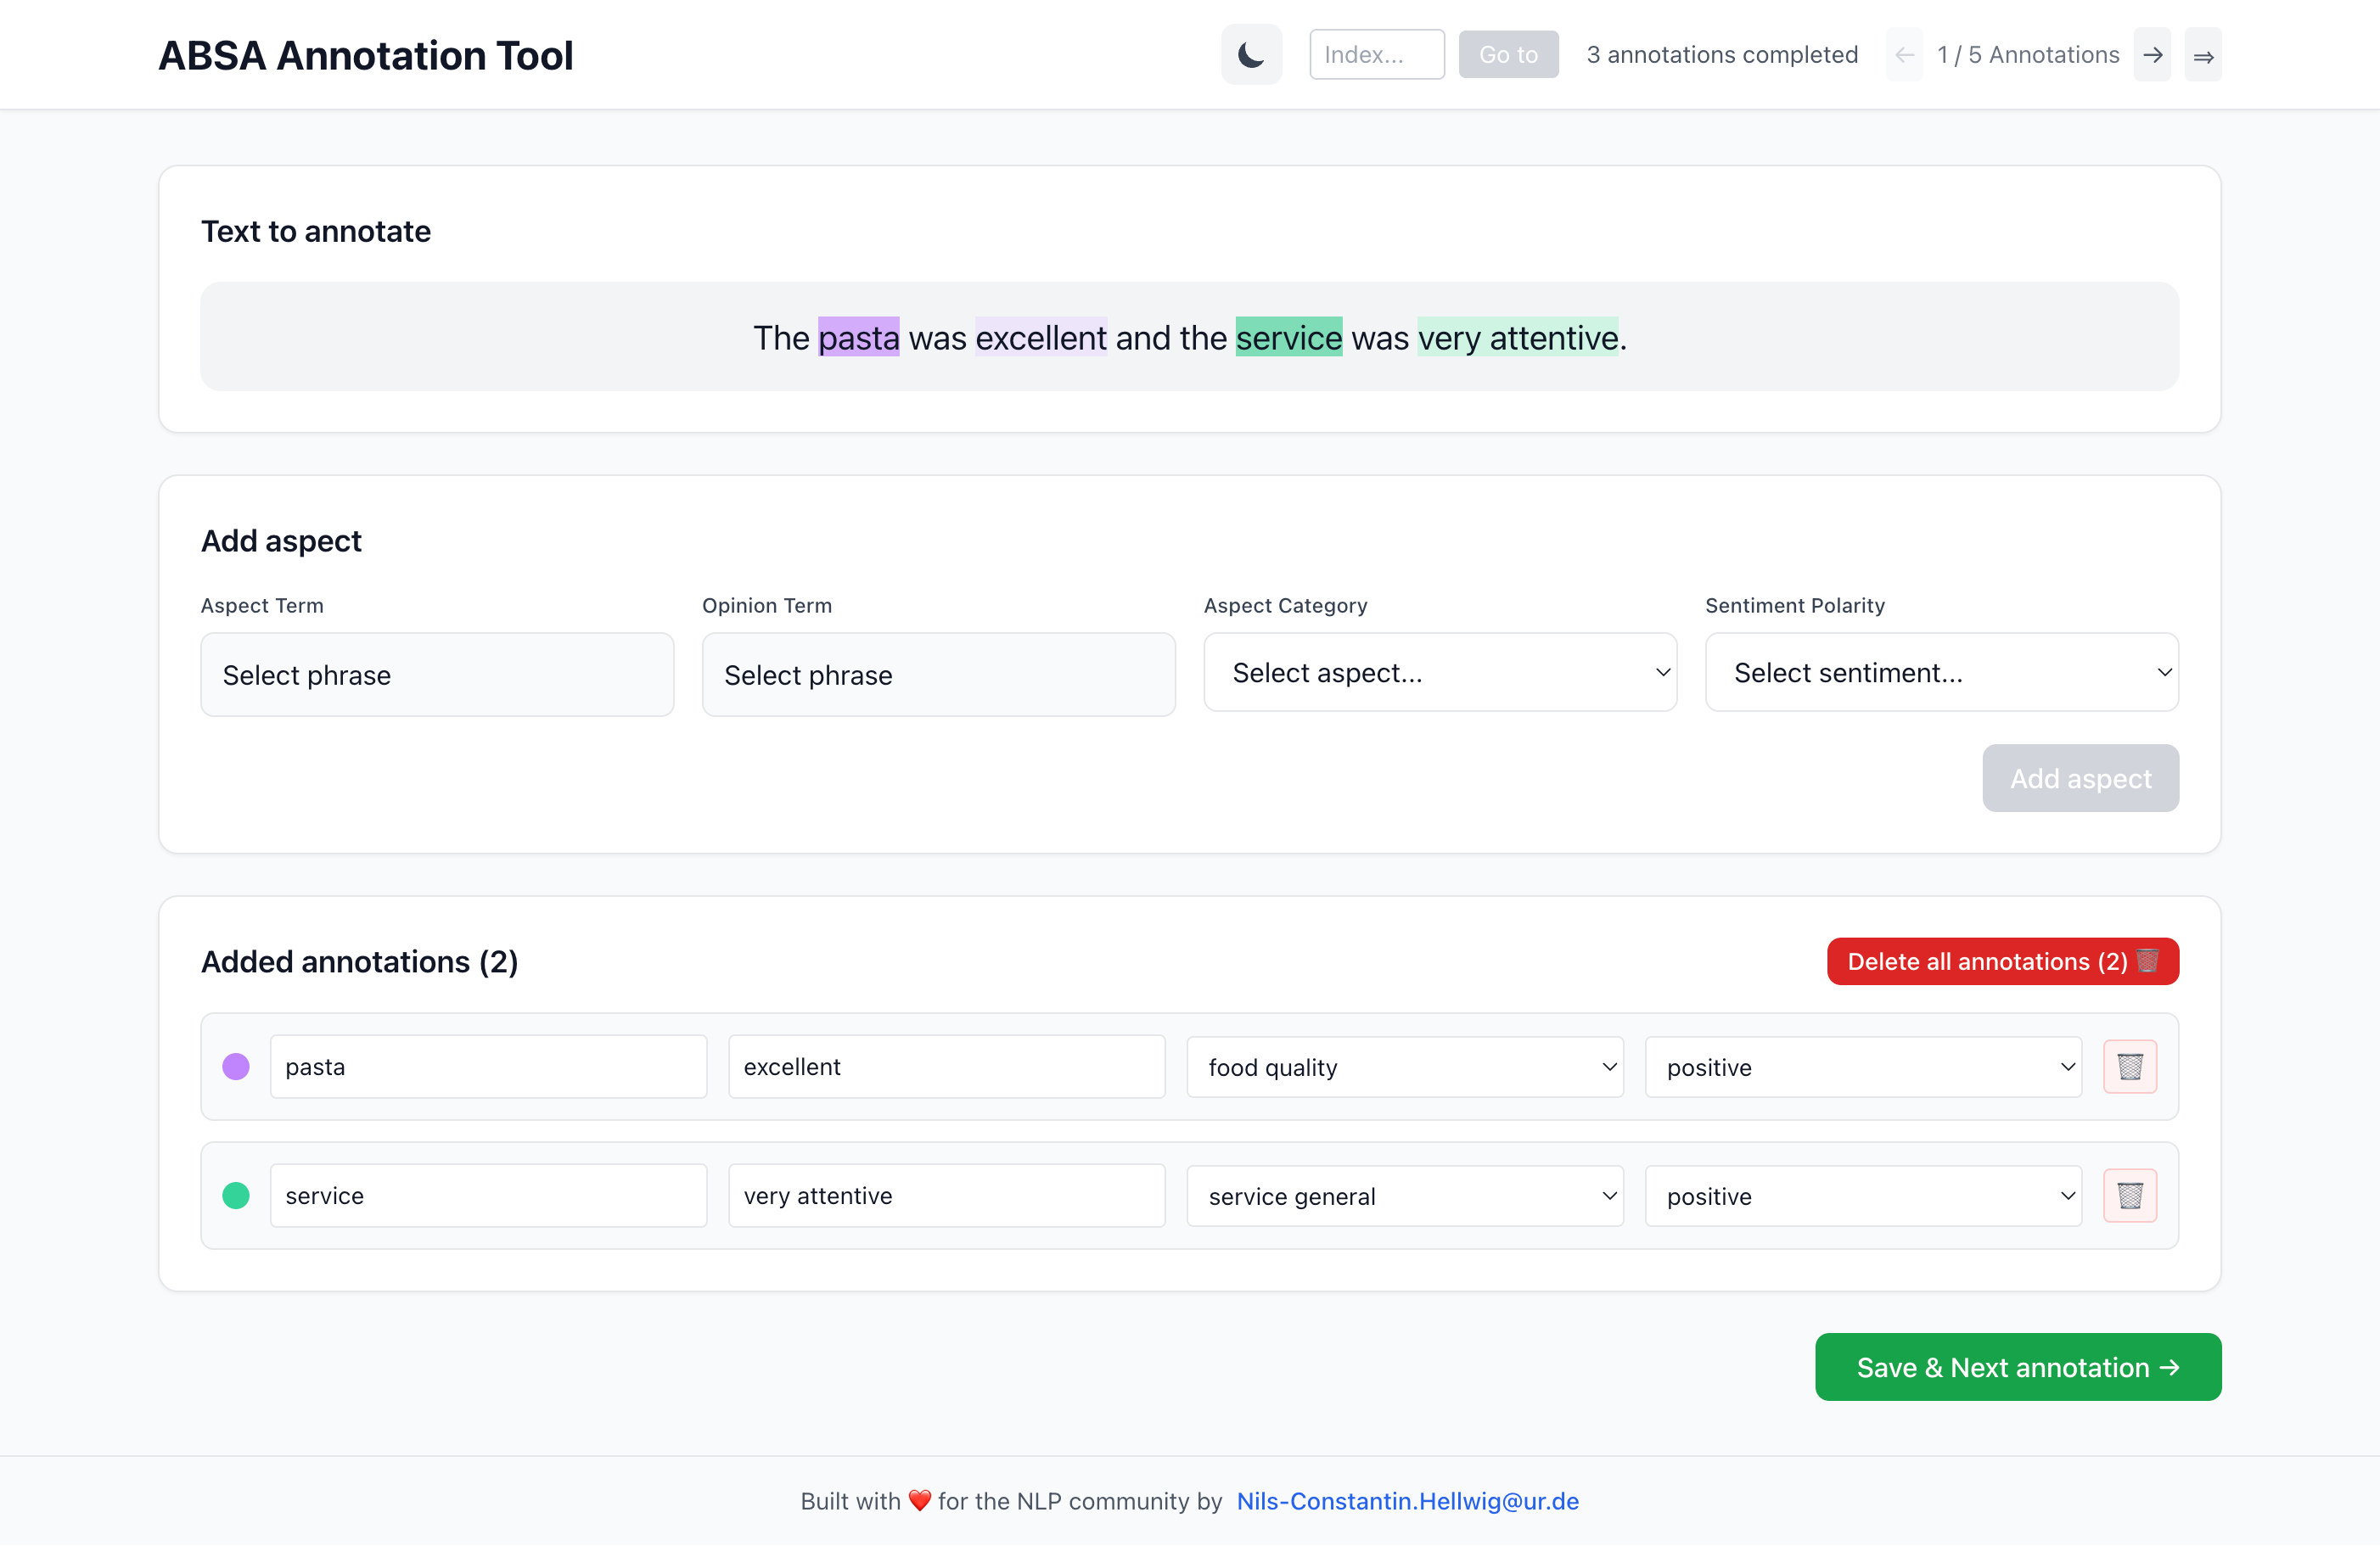 ABSA Annotation Tool
Index...
Go to
3 annotations completed
← 1 / 5 Annotations → ⇒
Text to annotate
The pasta was excellent and the service was very attentive.
Add aspect
Aspect Term
Opinion Term
Aspect Category
Sentiment Polarity
Select phrase
Select phrase
Select aspect...
Select sentiment...
Add aspect
Added annotations (2)
Delete all annotations (2) 🗑️
pasta
excellent
food quality
positive
service
very attentive
service general
positive
Save & Next annotation →
Built with ❤️ for the NLP community by Nils-Constantin.Hellwig@ur.de